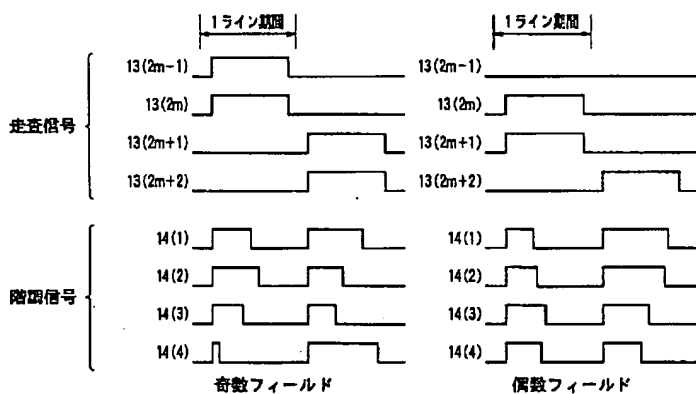 1ライン期間 1ライン期間
13(2m-1) 13(2m-1)
13(2m) 13(2m)
走査信号
13(2m+1) 13(2m+1)
13(2m+2) 13(2m+2)
14(1) 14(1)
14(2) 14(2)
階調信号
14(3) 14(3)
14(4) 14(4)
奇数フィールド 偶数フィールド